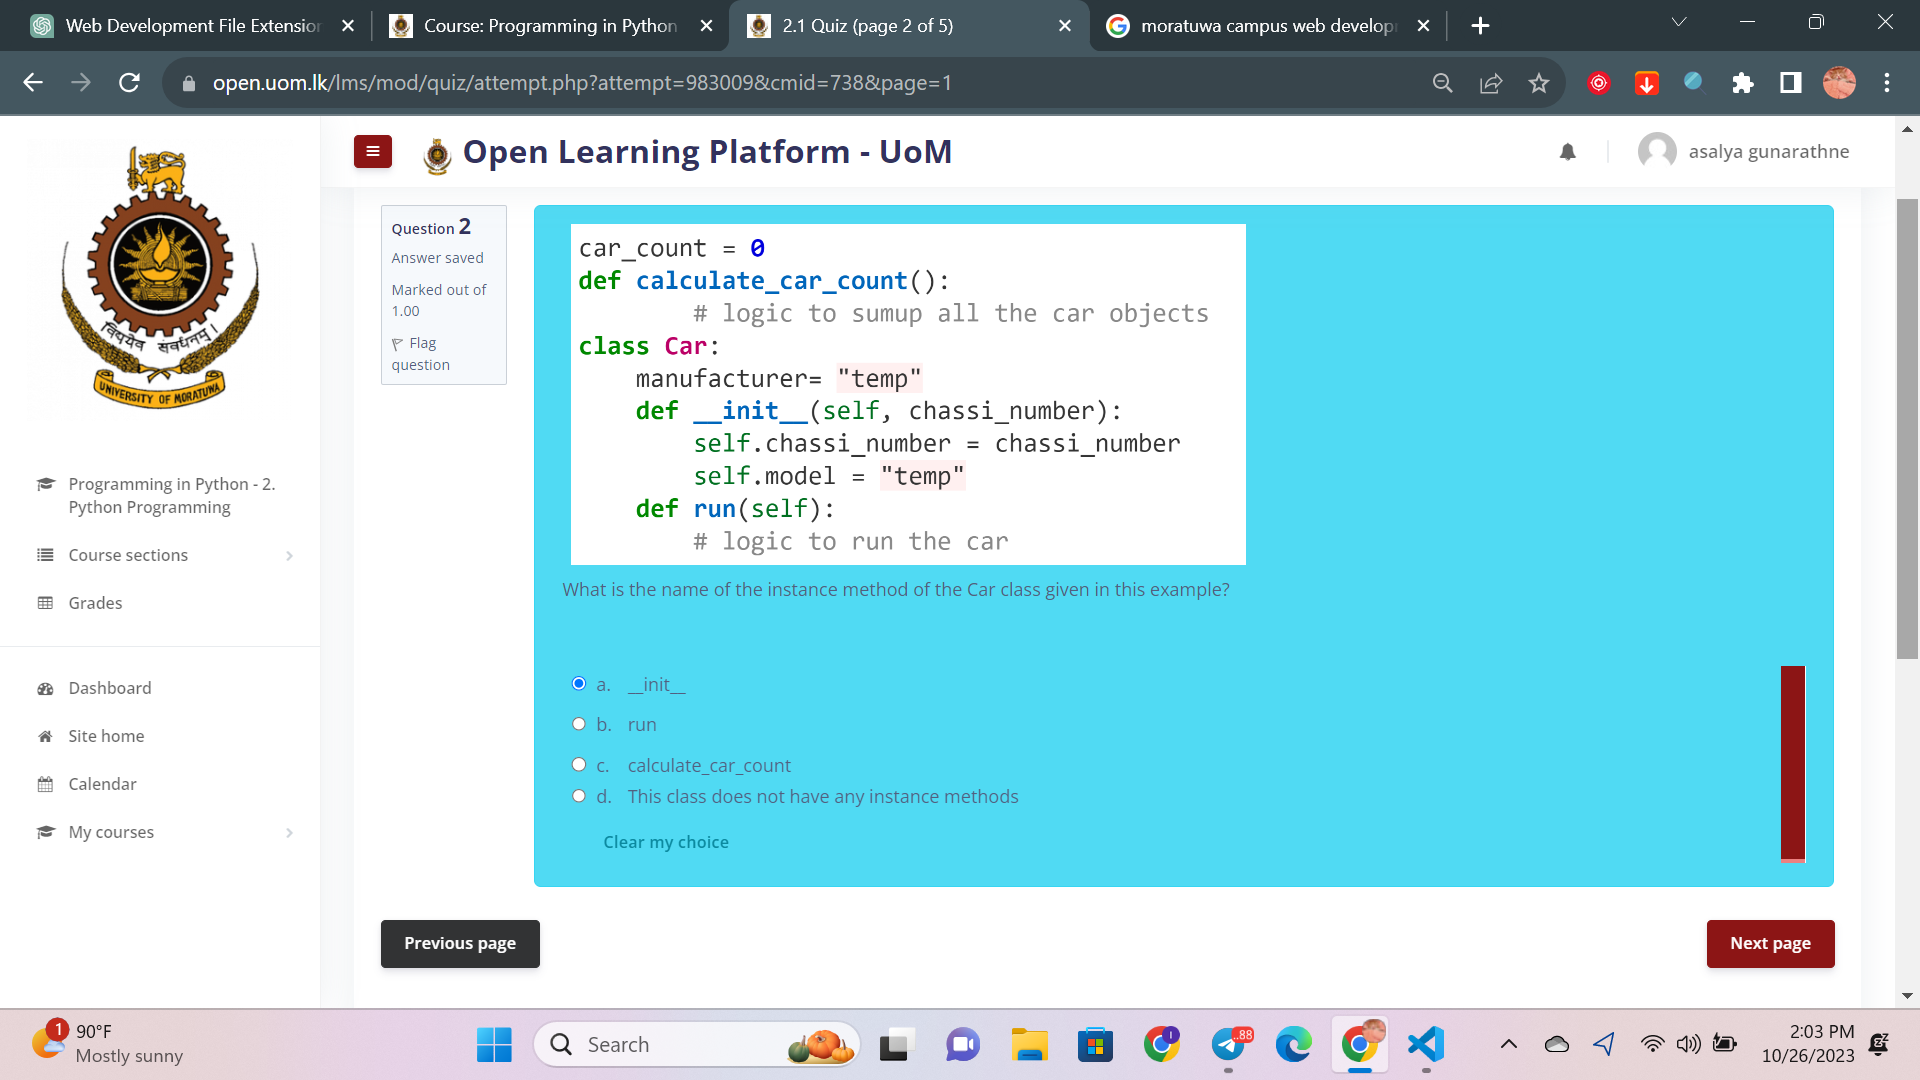 Web Development File Extension
Course: Programming in Python
2.1 Quiz (page 2 of 5)
moratuwa campus web develop
open.uom.lk/lms/mod/quiz/attempt.php?attempt=983009&cmid=738&page=1
Open Learning Platform - UoM
asalya gunarathne
UNIVERSITY OF MORATUWA
Programming in Python - 2.
Python Programming
Course sections
Grades
Dashboard
Site home
Calendar
My courses
Question 2
Answer saved
Marked out of
1.00
Flag
question
car_count = 0
def calculate_car_count():
# logic to sumup all the car objects
class Car:
manufacturer= "temp"
def __init__(self, chassi_number):
self.chassi_number = chassi_number
self.model = "temp"
def run(self):
# logic to run the car
What is the name of the instance method of the Car class given in this example?
a. __init__
b. run
c. calculate_car_count
d. This class does not have any instance methods
Clear my choice
Previous page
Next page
1
90°F
Mostly sunny
Search
.88
2:03 PM
10/26/2023